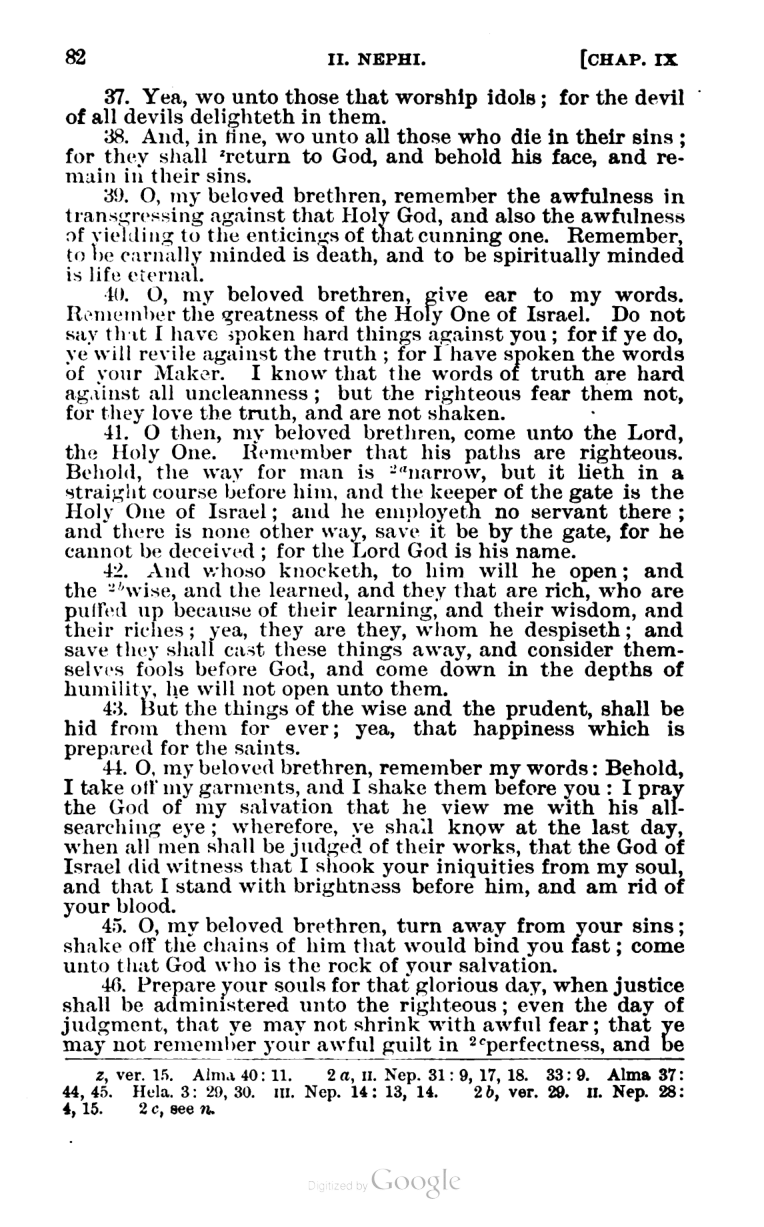 82 II. NEPHI. [CHAP. IX
37. Yea, wo unto those that worship idols; for the devil
of all devils delighteth in them.
38. And, in fine, wo unto all those who die in their sins;
for they shall ᶻreturn to God, and behold his face, and re-
main in their sins.
39. O, my beloved brethren, remember the awfulness in
transgressing against that Holy God, and also the awfulness
of yielding to the enticings of that cunning one. Remember,
to be carnally minded is death, and to be spiritually minded
is life eternal.
40. O, my beloved brethren, give ear to my words.
Remember the greatness of the Holy One of Israel. Do not
say that I have spoken hard things against you; for if ye do,
ye will revile against the truth; for I have spoken the words
of your Maker. I know that the words of truth are hard
against all uncleanness; but the righteous fear them not,
for they love the truth, and are not shaken.
41. O then, my beloved brethren, come unto the Lord,
the Holy One. Remember that his paths are righteous.
Behold, the way for man is ²ᵃnarrow, but it lieth in a
straight course before him, and the keeper of the gate is the
Holy One of Israel; and he employeth no servant there;
and there is none other way, save it be by the gate, for he
cannot be deceived; for the Lord God is his name.
42. And whoso knocketh, to him will he open; and
the ²ᵇwise, and the learned, and they that are rich, who are
puffed up because of their learning, and their wisdom, and
their riches; yea, they are they, whom he despiseth; and
save they shall cast these things away, and consider them-
selves fools before God, and come down in the depths of
humility, he will not open unto them.
43. But the things of the wise and the prudent, shall be
hid from them for ever; yea, that happiness which is
prepared for the saints.
44. O, my beloved brethren, remember my words: Behold,
I take off my garments, and I shake them before you: I pray
the God of my salvation that he view me with his all-
searching eye; wherefore, ye shall know at the last day,
when all men shall be judged of their works, that the God of
Israel did witness that I shook your iniquities from my soul,
and that I stand with brightness before him, and am rid of
your blood.
45. O, my beloved brethren, turn away from your sins;
shake off the chains of him that would bind you fast; come
unto that God who is the rock of your salvation.
46. Prepare your souls for that glorious day, when justice
shall be administered unto the righteous; even the day of
judgment, that ye may not shrink with awful fear; that ye
may not remember your awful guilt in ²ᶜperfectness, and be
z, ver. 15. Alma 40: 11. 2 a, II. Nep. 31: 9, 17, 18. 33: 9. Alma 37:
44, 45. Hela. 3: 29, 30. III. Nep. 14: 13, 14. 2 b, ver. 29. II. Nep. 28:
4, 15. 2 c, see n.
Digitized by Google